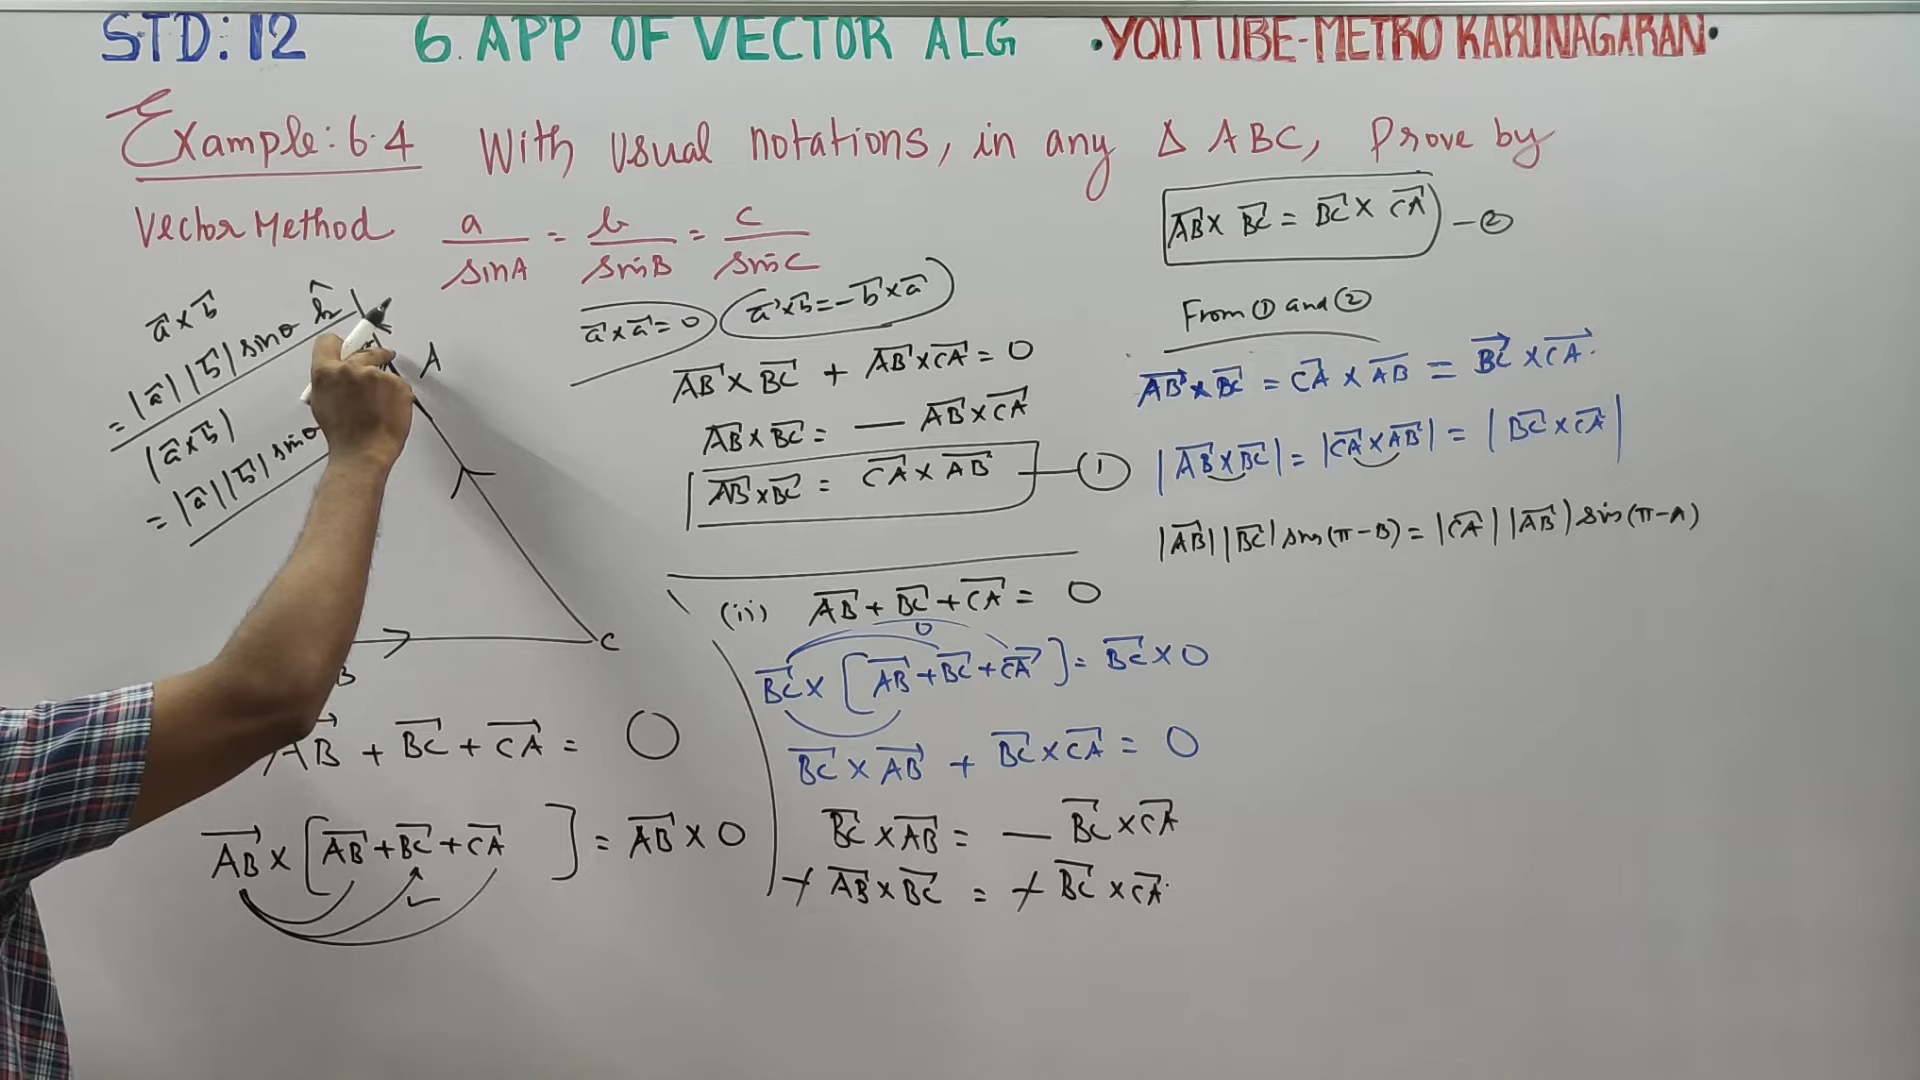 STD: 12 6. APP OF VECTOR ALG •YOUTUBE-METRO KARUNAGARAN•
Example: 6.4 With usual notations, in any Δ ABC, Prove by
Vector Method a/sinA = b/sinB = c/sinC
a⃗ × b⃗
= |a⃗| |b⃗| sinθ n̂
|a⃗ × b⃗|
= |a⃗| |b⃗| sinθ
A
B
C
AB⃗ + BC⃗ + CA⃗ = 0
AB⃗ × [AB⃗ + BC⃗ + CA⃗ ] = AB⃗ × 0
a⃗ × a⃗ = 0 a⃗ × b⃗ = - b⃗ × a⃗
AB⃗ × BC⃗ + AB⃗ × CA⃗ = 0
AB⃗ × BC⃗ = — AB⃗ × CA⃗
AB⃗ × BC⃗ = CA⃗ × AB⃗ — ①
(ii) AB⃗ + BC⃗ + CA⃗ = 0
0
BC⃗ × [AB⃗ + BC⃗ + CA⃗] = BC⃗ × 0
BC⃗ × AB⃗ + BC⃗ × CA⃗ = 0
BC⃗ × AB⃗ = — BC⃗ × CA⃗
- AB⃗ × BC⃗ = - BC⃗ × CA⃗
AB⃗ × BC⃗ = BC⃗ × CA⃗ - ②
From ① and ②
AB⃗ × BC⃗ = CA⃗ × AB⃗ = BC⃗ × CA⃗
|AB⃗ × BC⃗| = |CA⃗ × AB⃗| = |BC⃗ × CA⃗|
|AB⃗| |BC⃗| sin(π-B) = |CA⃗| |AB⃗| sin(π-A)